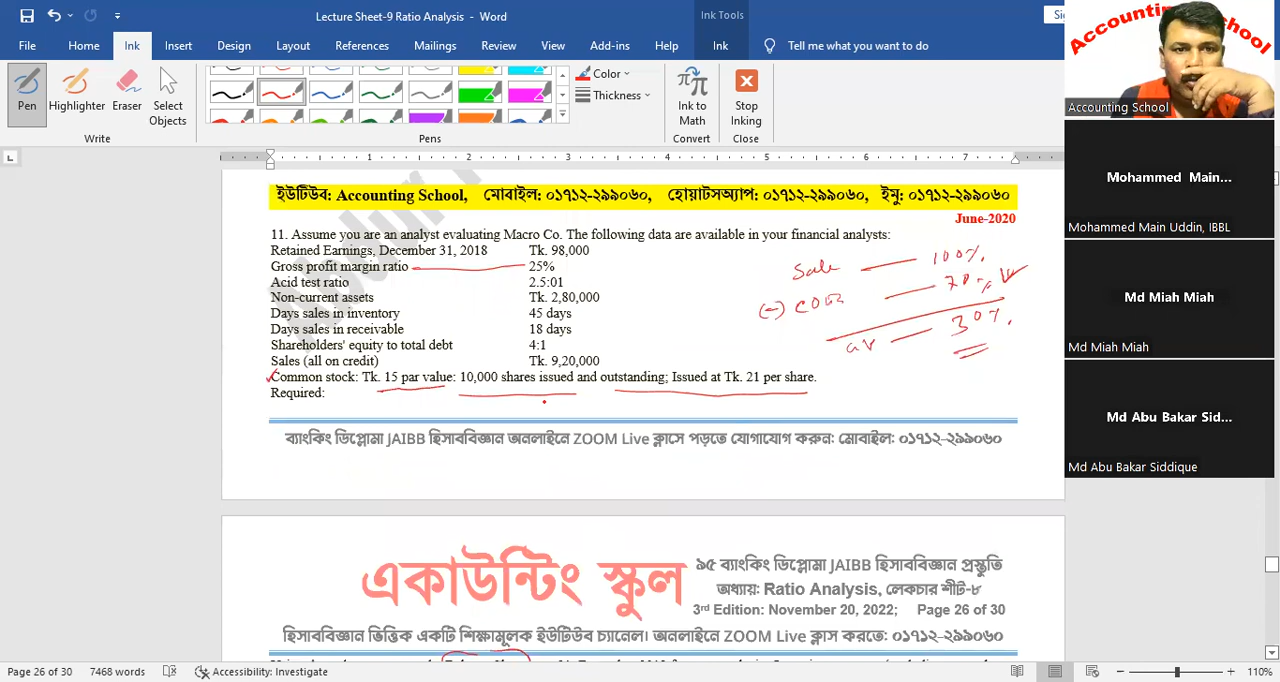 Lecture Sheet-9 Ratio Analysis - Word
Ink Tools
File Home Ink Insert Design Layout References Mailings Review View Add-ins Help Ink Tell me what you want to do
Pen Highlighter Eraser Select Objects
Color
Thickness
Ink to Math
Stop Inking
Write Pens Convert Close
Accounting School
Accounting School
Mohammed Main...
Mohammed Main Uddin, IBBL
Md Miah Miah
Md Miah Miah
Md Abu Bakar Sid...
Md Abu Bakar Siddique
1 2 3 4 5 6 7
ইউটিউব: Accounting School, মোবাইল: ০১৭১২-২৯৯০৬০, হোয়াটসঅ্যাপ: ০১৭১২-২৯৯০৬০, ইমু: ০১৭১২-২৯৯০৬০
June-2020
11. Assume you are an analyst evaluating Macro Co. The following data are available in your financial analysts:
Retained Earnings, December 31, 2018 Tk. 98,000
Gross profit margin ratio 25%
Acid test ratio 2.5:01
Non-current assets Tk. 2,80,000
Days sales in inventory 45 days
Days sales in receivable 18 days
Shareholders' equity to total debt 4:1
Sales (all on credit) Tk. 9,20,000
Common stock: Tk. 15 par value: 10,000 shares issued and outstanding; Issued at Tk. 21 per share.
Required:
Sale 100%
(-) COGS 70%
30%
ব্যাংকিং ডিপ্লোমা JAIBB হিসাববিজ্ঞান অনলাইনে ZOOM Live ক্লাসে পড়তে যোগাযোগ করুন: মোবাইল: ০১৭১২-২৯৯০৬০
একাউন্টিং স্কুল
৯৫ ব্যাংকিং ডিপ্লোমা JAIBB হিসাববিজ্ঞান প্রস্তুতি
অধ্যায়: Ratio Analysis, লেকচার শীট-৮
3rd Edition: November 20, 2022; Page 26 of 30
হিসাববিজ্ঞান ভিত্তিক একটি শিক্ষামূলক ইউটিউব চ্যানেল। অনলাইনে ZOOM Live ক্লাস করতে: ০১৭১২-২৯৯০৬০
Page 26 of 30 7468 words Accessibility: Investigate 110%